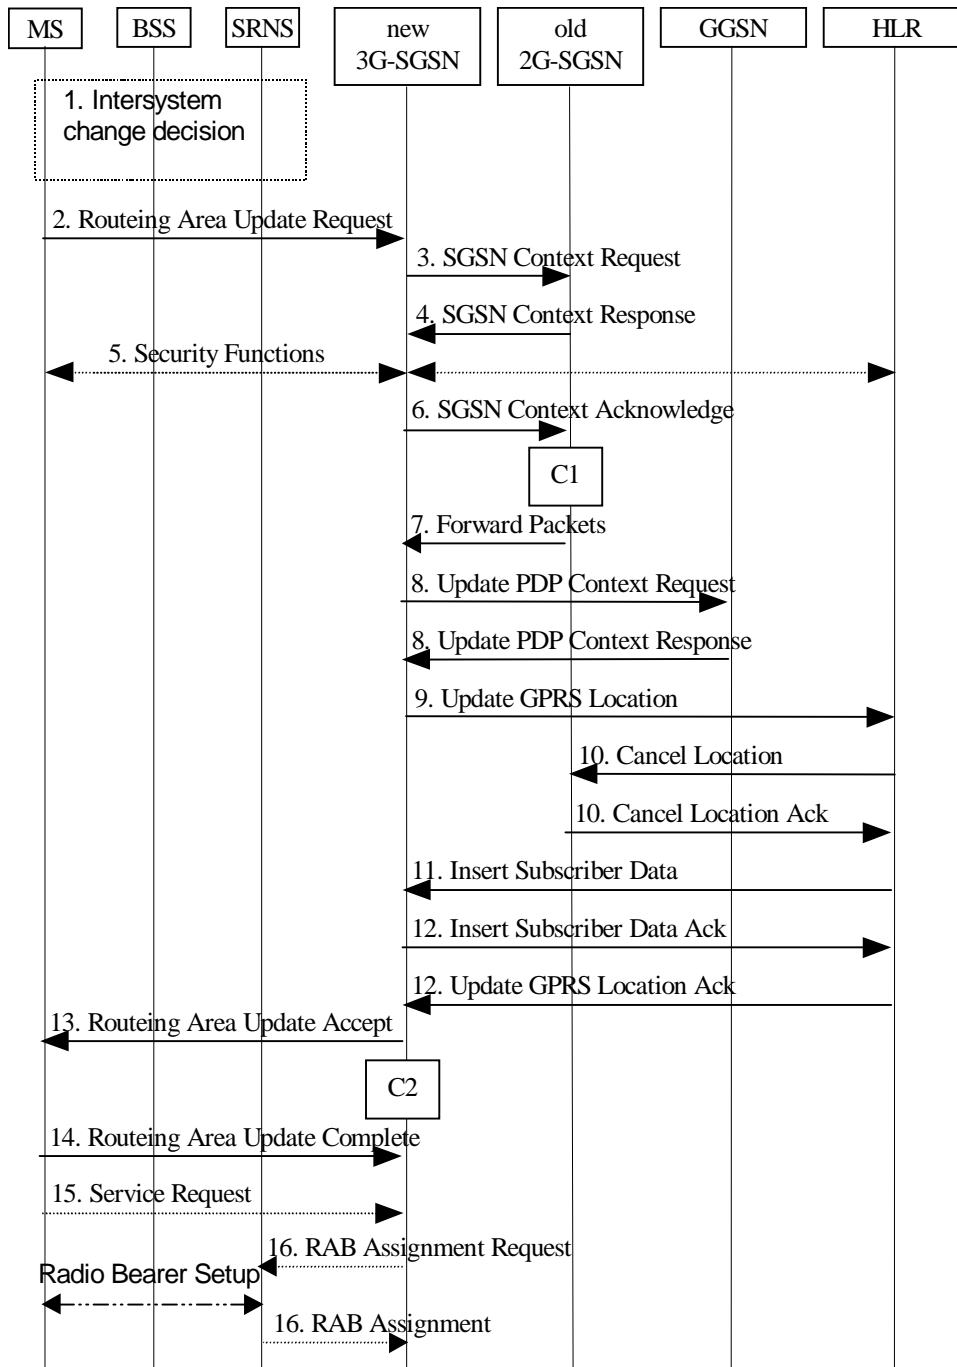 MS
BSS
SRNS
new
3G-SGSN
old
2G-SGSN
GGSN
HLR
1. Intersystem
change decision
2. Routeing Area Update Request
3. SGSN Context Request
4. SGSN Context Response
5. Security Functions
6. SGSN Context Acknowledge
C1
7. Forward Packets
8. Update PDP Context Request
8. Update PDP Context Response
9. Update GPRS Location
10. Cancel Location
10. Cancel Location Ack
11. Insert Subscriber Data
12. Insert Subscriber Data Ack
12. Update GPRS Location Ack
13. Routeing Area Update Accept
C2
14. Routeing Area Update Complete
15. Service Request
16. RAB Assignment Request
Radio Bearer Setup
16. RAB Assignment